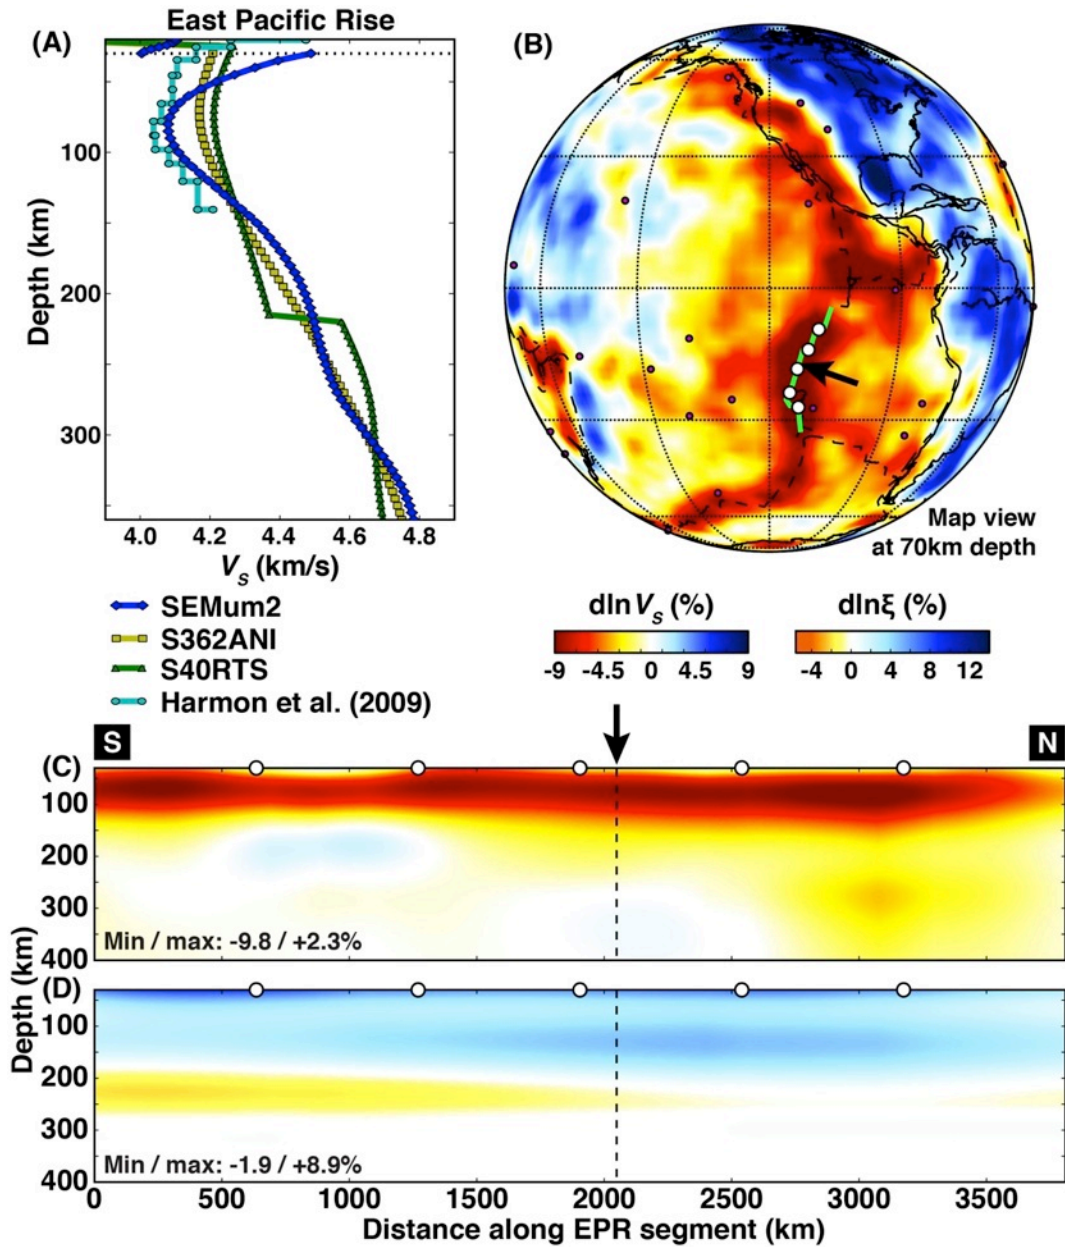 East Pacific Rise
(A)
(B)
100
200
300
Depth (km)
4.0 4.2 4.4 4.6 4.8
Vs (km/s)
Map view
at 70km depth
SEMum2
S362ANI
S40RTS
Harmon et al. (2009)
dlnVs (%)
-9 -4.5 0 4.5 9
dlnξ (%)
-4 0 4 8 12
S
N
(C)
100
200
300
400
Depth (km)
Min / max: -9.8 / +2.3%
(D)
100
200
300
400
Min / max: -1.9 / +8.9%
0 500 1000 1500 2000 2500 3000 3500
Distance along EPR segment (km)